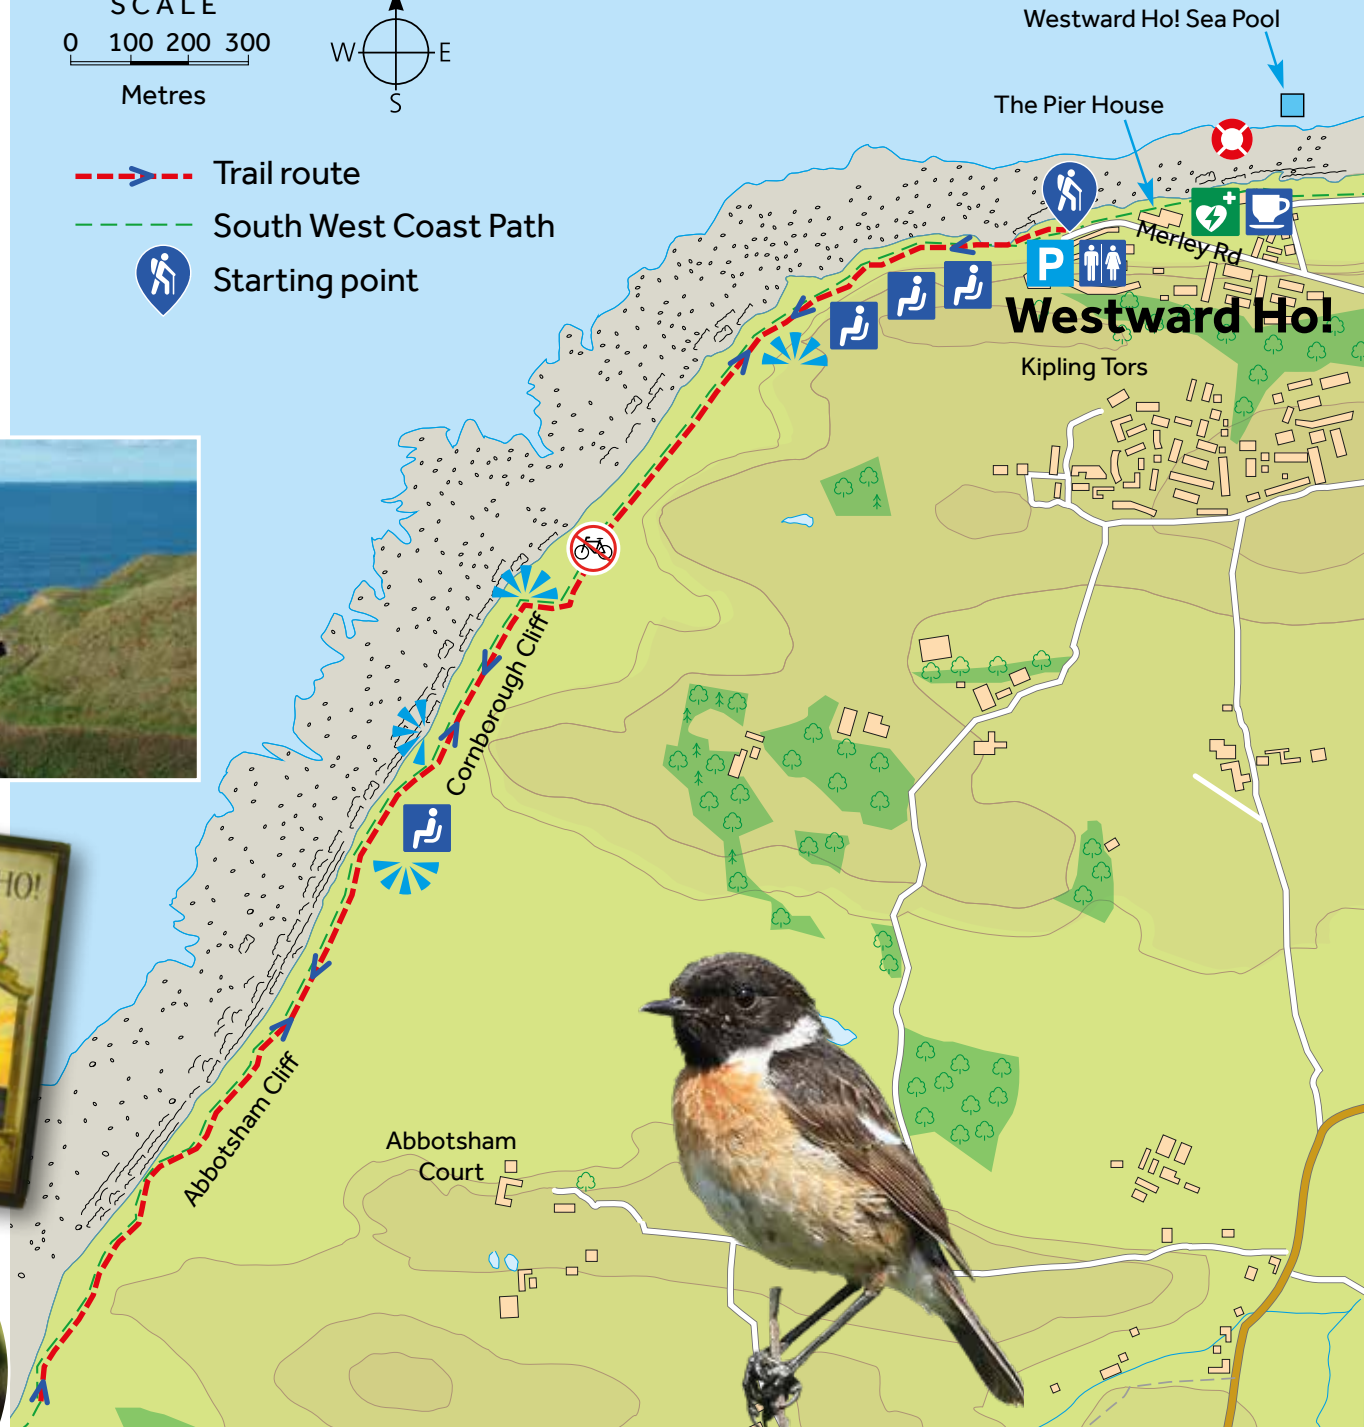 SCALE
0 100 200 300
Metres
W E
S
Trail route
South West Coast Path
Starting point
Westward Ho! Sea Pool
The Pier House
Merley Rd
P
Westward Ho!
Kipling Tors
Cornborough Cliff
HO!
Abbotsham Cliff
Abbotsham
Court